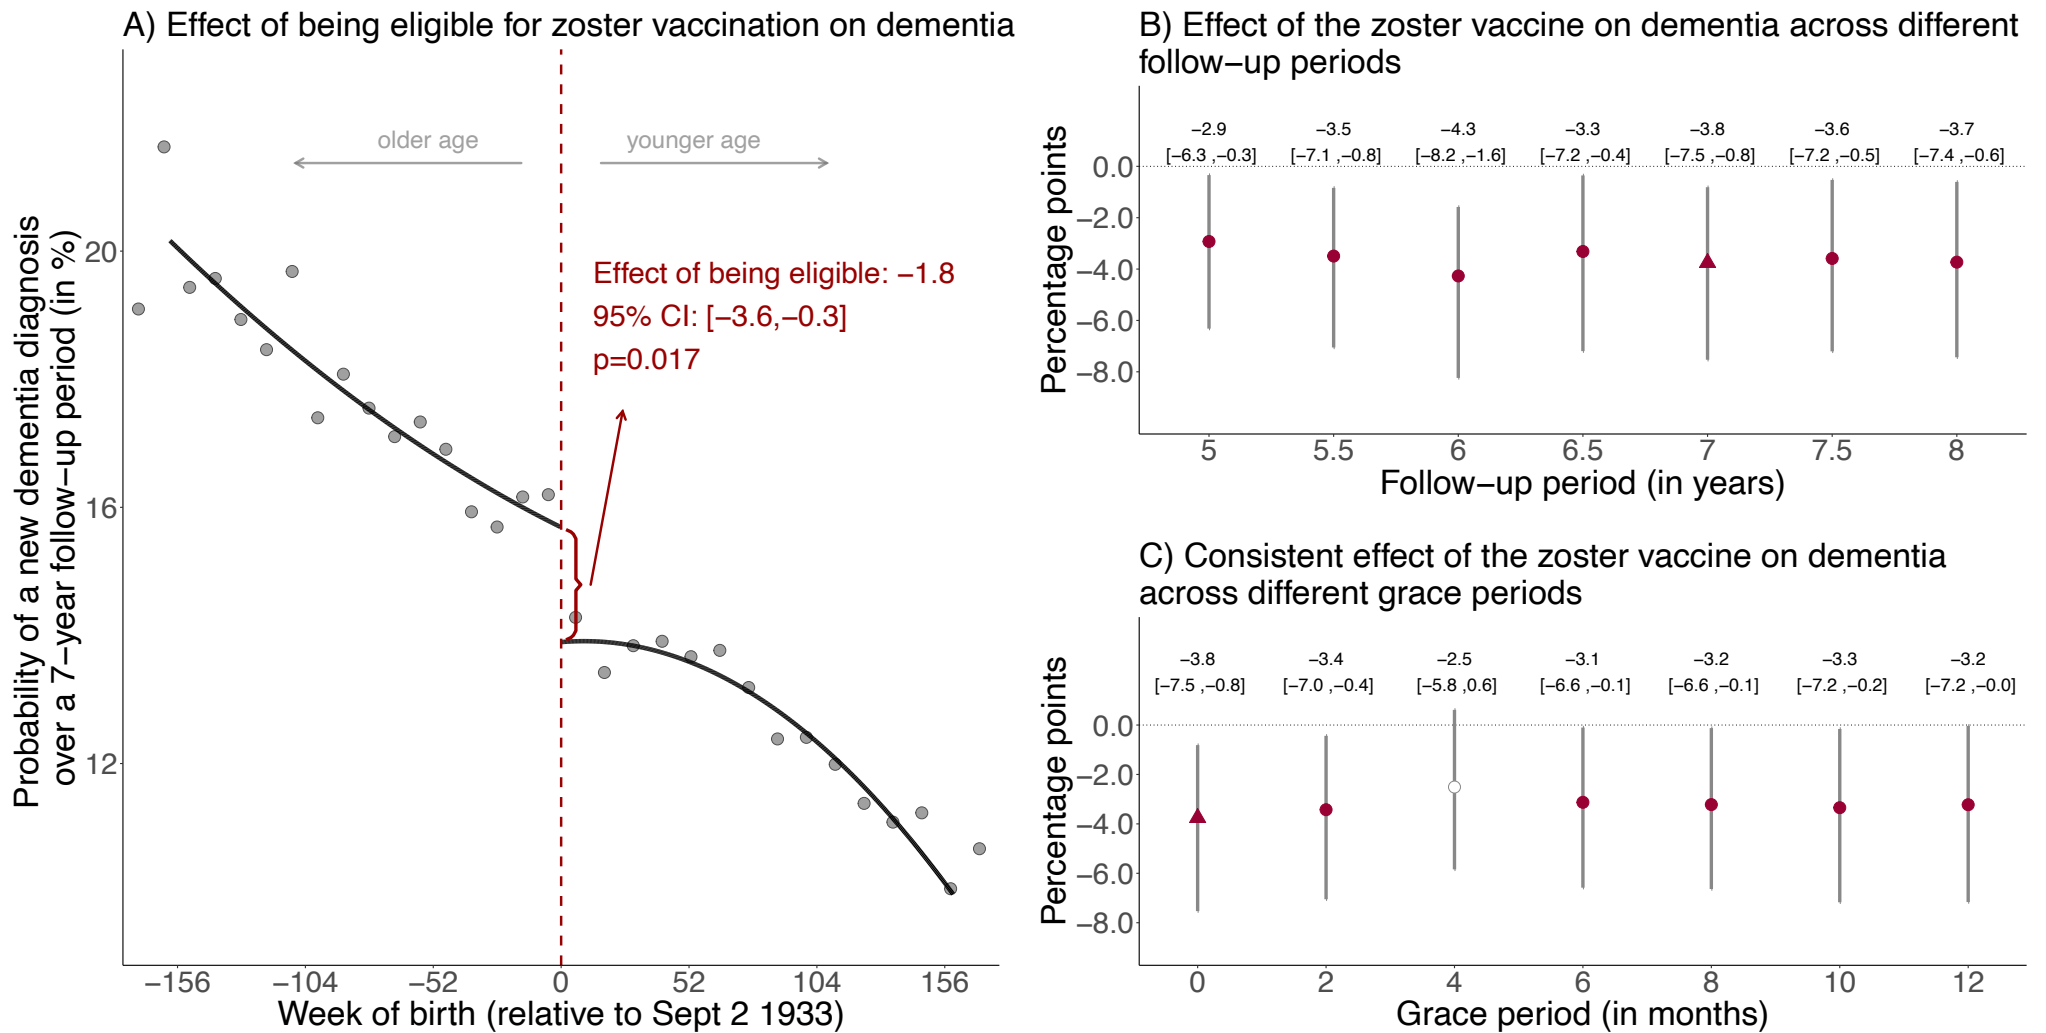 A) Effect of being eligible for zoster vaccination on dementia
Probability of a new dementia diagnosis
over a 7−year follow−up period (in %)
20
16
12
older age
younger age
Effect of being eligible: −1.8
95% CI: [−3.6,−0.3]
p=0.017
−156 −104 −52 0 52 104 156
Week of birth (relative to Sept 2 1933)
B) Effect of the zoster vaccine on dementia across different
follow−up periods
Percentage points
−2.9 −3.5 −4.3 −3.3 −3.8 −3.6 −3.7
[−6.3 ,−0.3] [−7.1 ,−0.8] [−8.2 ,−1.6] [−7.2 ,−0.4] [−7.5 ,−0.8] [−7.2 ,−0.5] [−7.4 ,−0.6]
0.0
−2.0
−4.0
−6.0
−8.0
5 5.5 6 6.5 7 7.5 8
Follow−up period (in years)
C) Consistent effect of the zoster vaccine on dementia
across different grace periods
Percentage points
−3.8 −3.4 −2.5 −3.1 −3.2 −3.3 −3.2
[−7.5 ,−0.8] [−7.0 ,−0.4] [−5.8 ,0.6] [−6.6 ,−0.1] [−6.6 ,−0.1] [−7.2 ,−0.2] [−7.2 ,−0.0]
0.0
−2.0
−4.0
−6.0
−8.0
0 2 4 6 8 10 12
Grace period (in months)